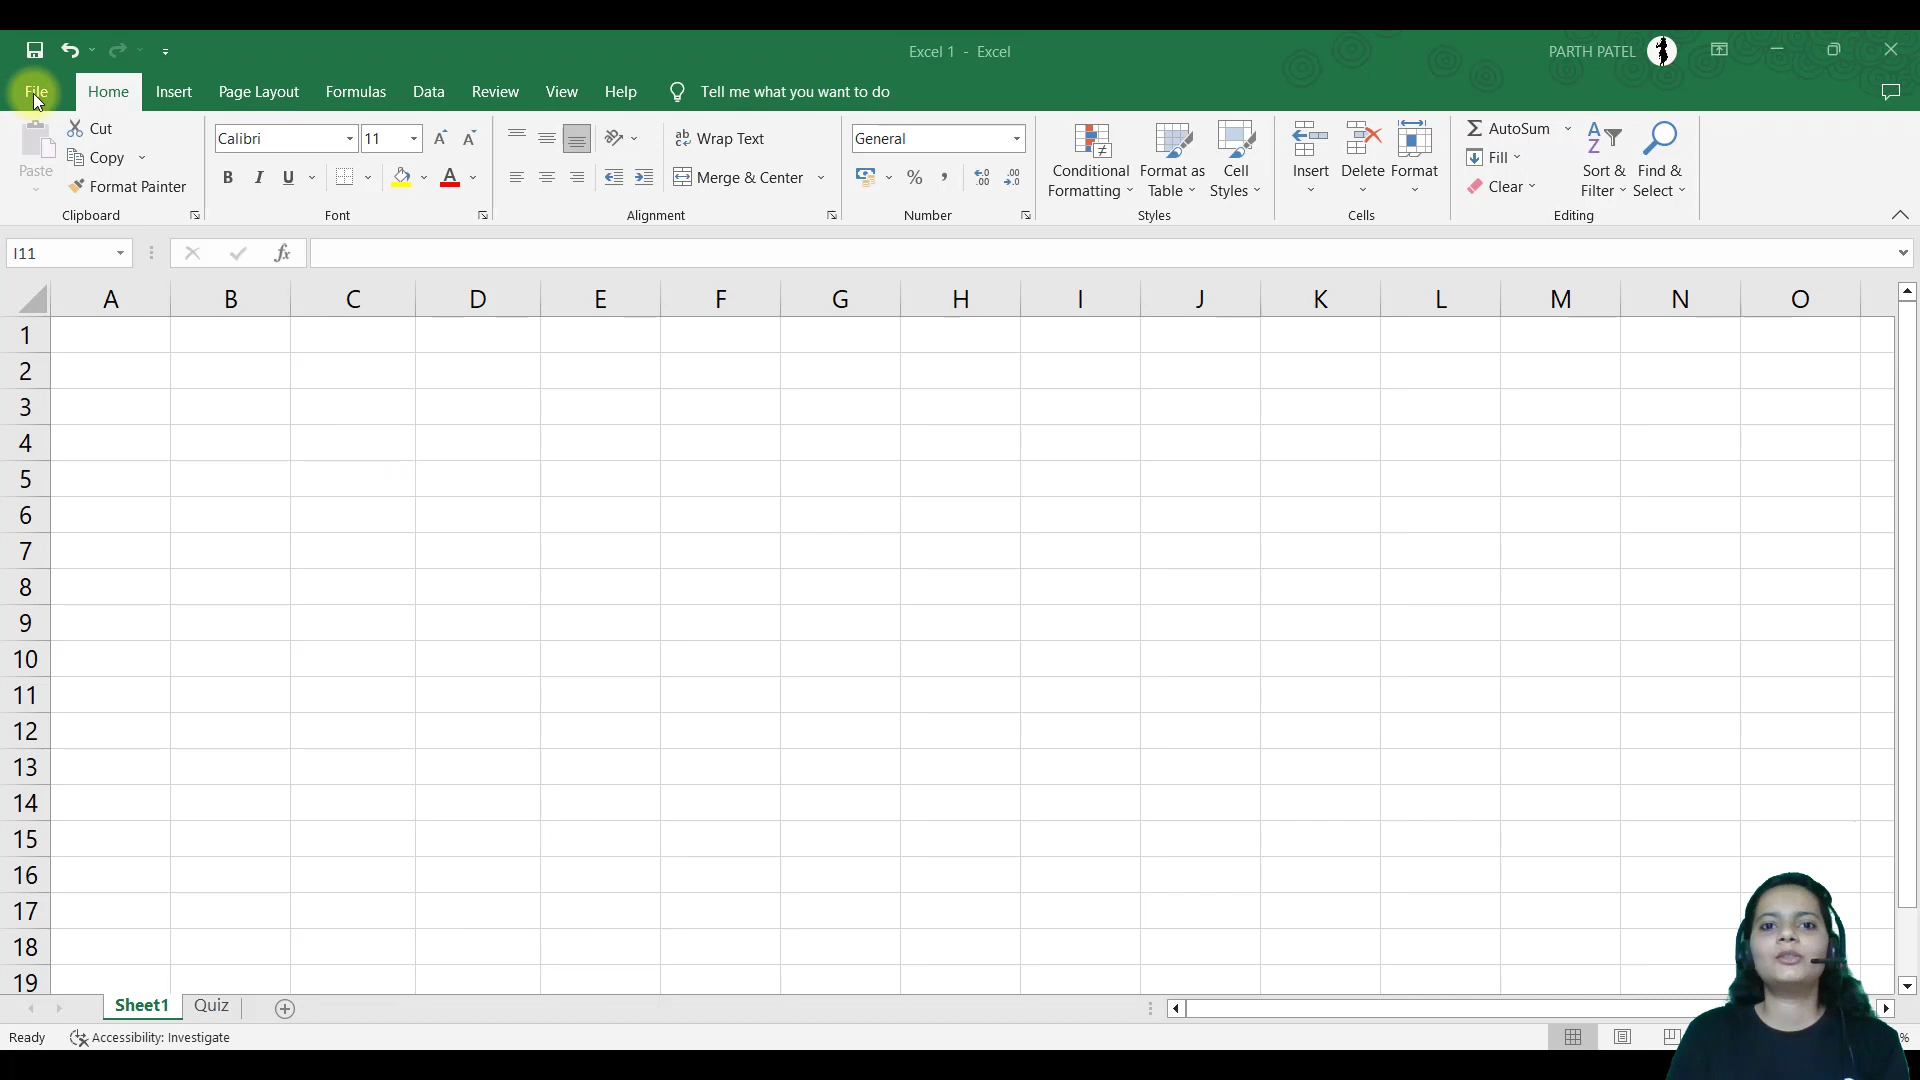 Excel 1 - Excel
PARTH PATEL
File Home Insert Page Layout Formulas Data Review View Help Tell me what you want to do
Paste
Cut
Copy
Format Painter
Clipboard
Calibri 11
B I U A
Font
ab Wrap Text
Merge & Center
Alignment
General
% , .00
Number
Conditional Formatting
Format as Table
Cell Styles
Styles
Insert Delete Format
Cells
AutoSum
Fill
Clear
Sort & Filter
Find & Select
Editing
I11 fx
A B C D E F G H I J K L M N O
1
2
3
4
5
6
7
8
9
10
11
12
13
14
15
16
17
18
19
Sheet1 Quiz
Ready Accessibility: Investigate %